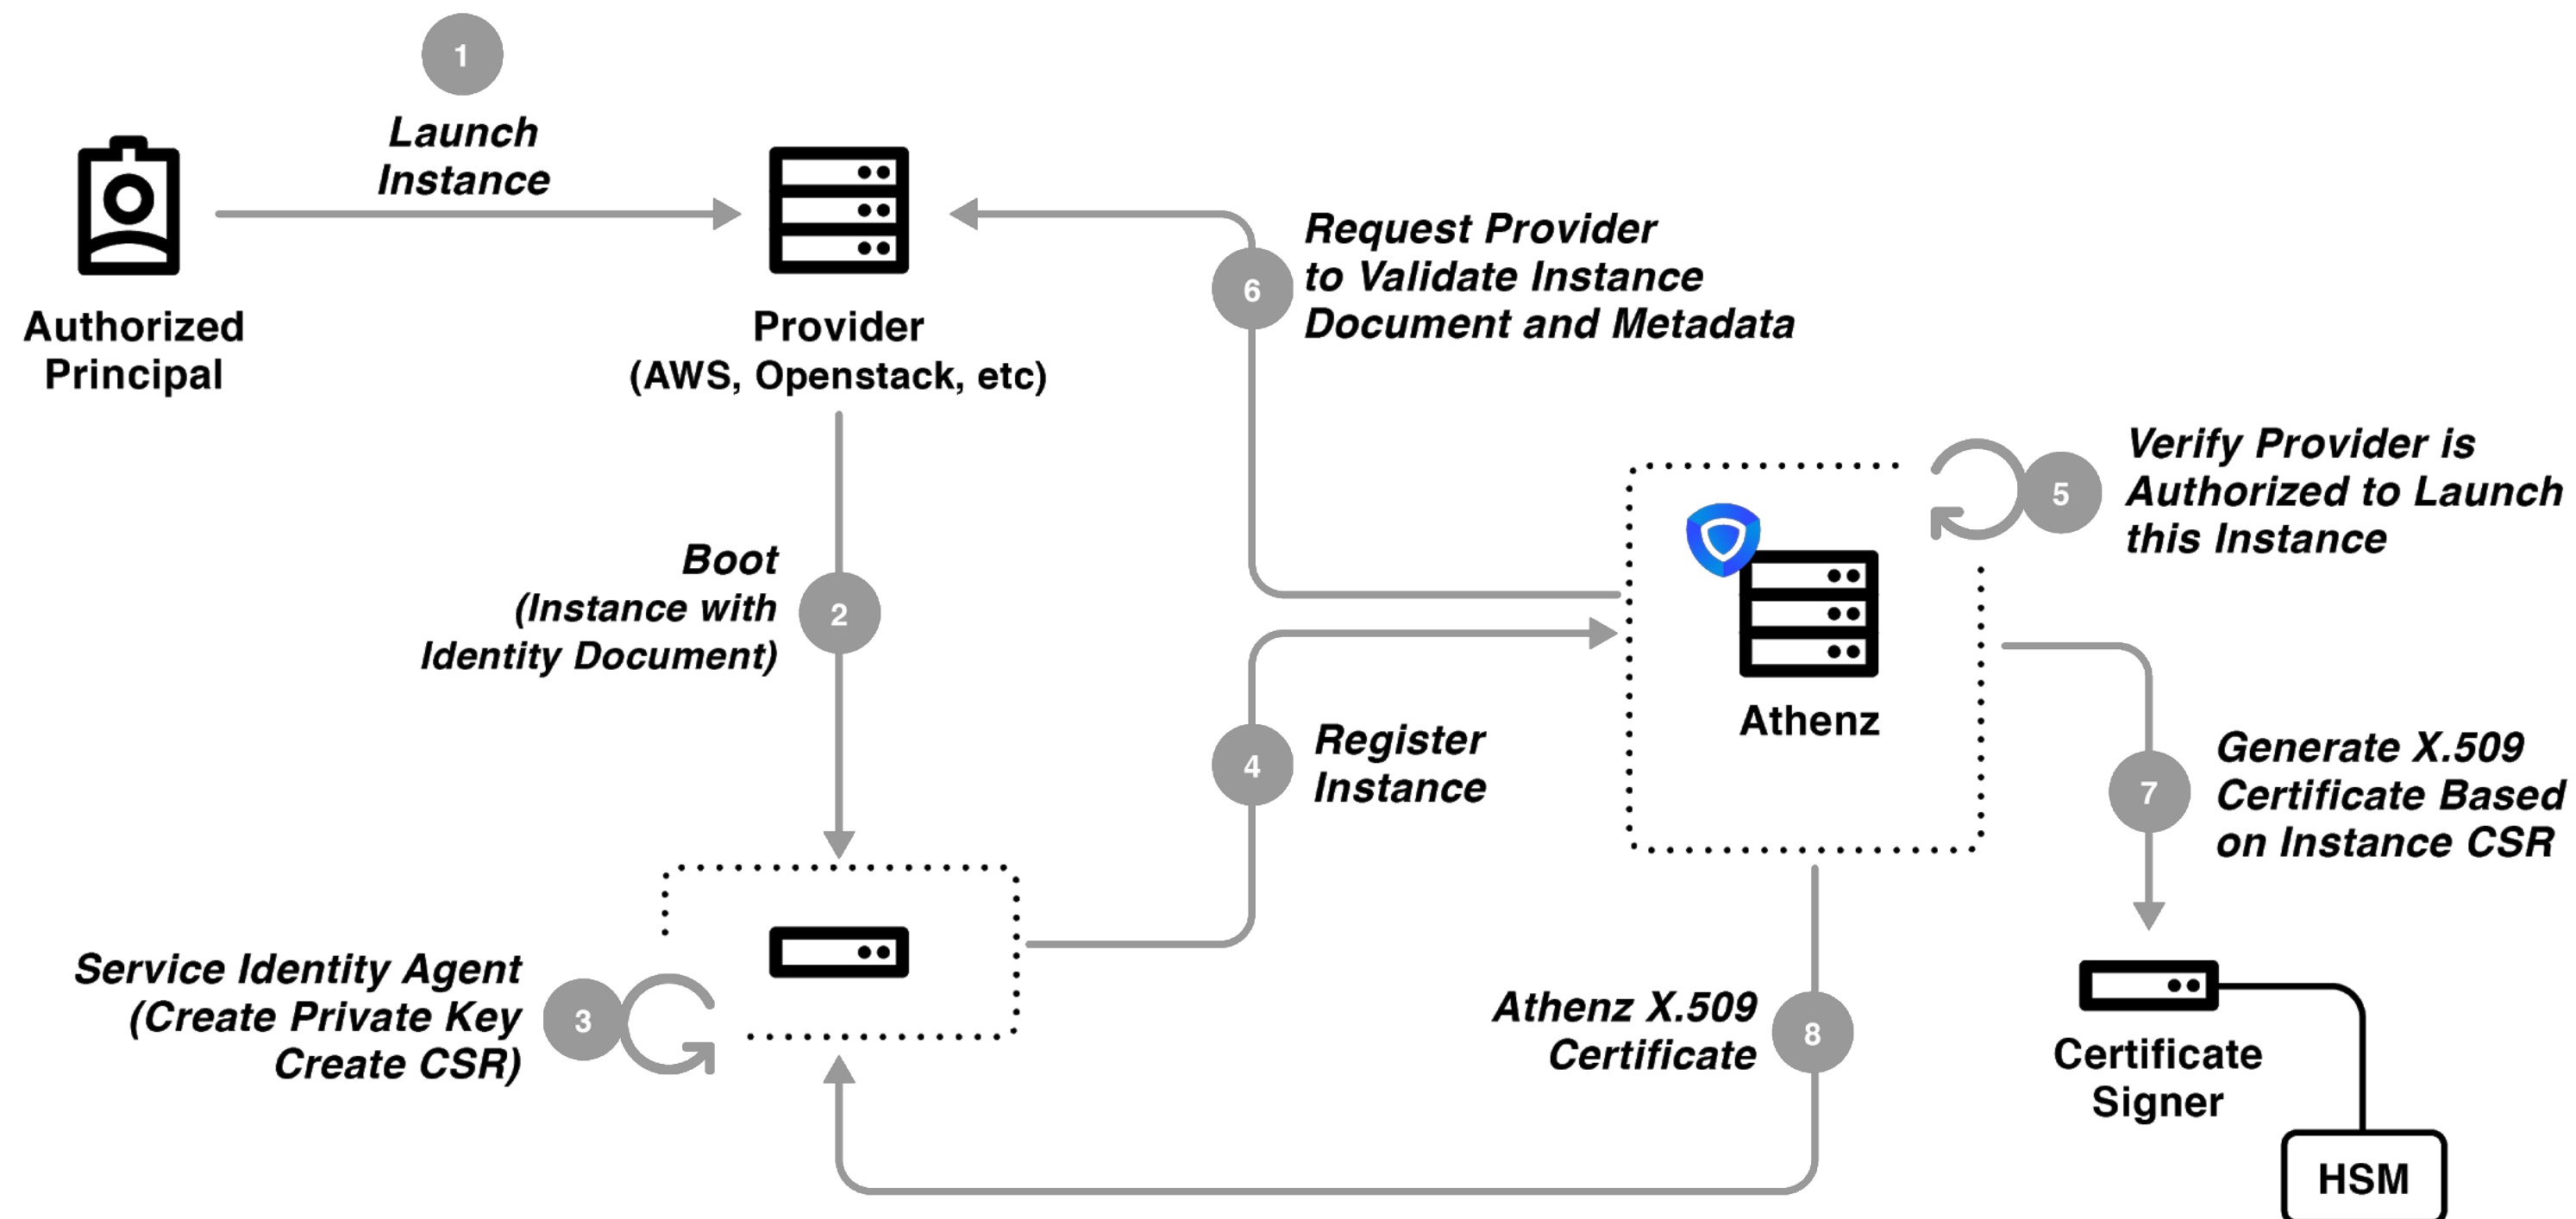 1
Launch
Instance
Authorized
Principal
Provider
(AWS, Openstack, etc)
6
Request Provider
to Validate Instance
Document and Metadata
2
Boot
(Instance with
Identity Document)
5
Verify Provider is
Authorized to Launch
this Instance
Athenz
4
Register
Instance
7
Generate X.509
Certificate Based
on Instance CSR
3
Service Identity Agent
(Create Private Key
Create CSR)
8
Athenz X.509
Certificate
Certificate
Signer
HSM